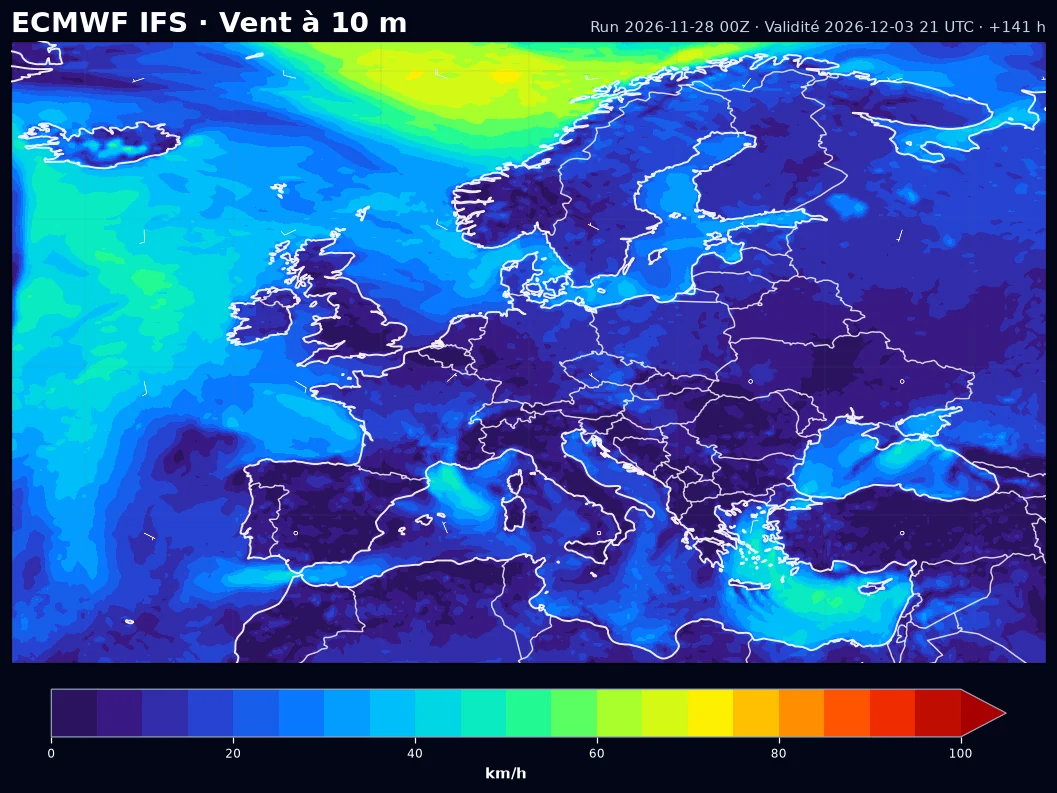 ECMWF IFS · Vent à 10 m
Run 2026-11-28 00Z · Validité 2026-12-03 21 UTC · +141 h
0 20 40 60 80 100
km/h